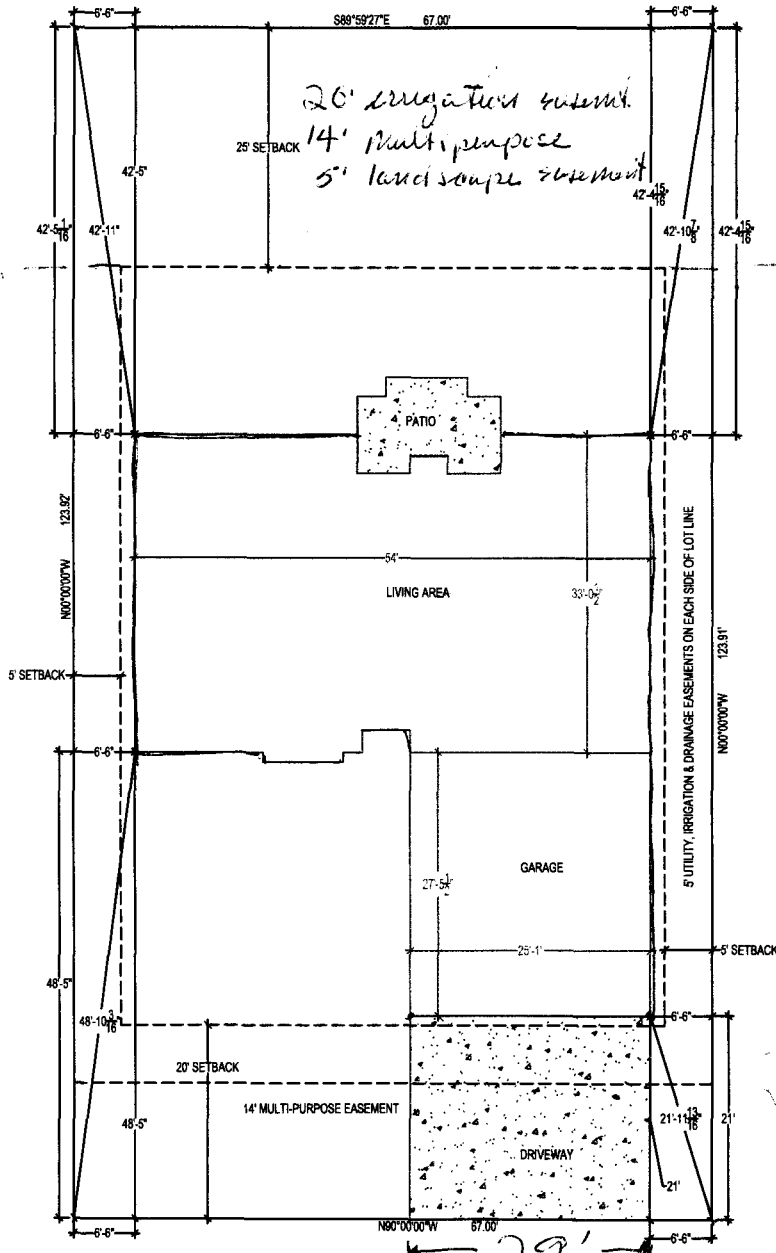 6'-6" S89°59'27"E 67.00' 6'-6"
20' irrigation easemt.
14' Multipurpose
5' landscape easement
25' SETBACK
42'-5"
42'-4 15/16"
42'-5 1/16"
42'-11"
42'-10 7/8"
42'-4 15/16"
PATIO
6'-6"
6'-6"
N00°00'00"W 123.92'
54'
LIVING AREA
33'-0 1/2"
5' UTILITY, IRRIGATION & DRAINAGE EASEMENTS ON EACH SIDE OF LOT LINE
N00°00'00"W 123.91'
5' SETBACK
6'-6"
GARAGE
27'-5 1/2"
25'-1"
5' SETBACK
48'-5"
48'-10 3/16"
6'-6"
20' SETBACK
14' MULTI-PURPOSE EASEMENT
48'-5"
21'-11 13/16"
21'
DRIVEWAY
21'
N90°00'00"W 67.00'
6'-6"
6'-6"